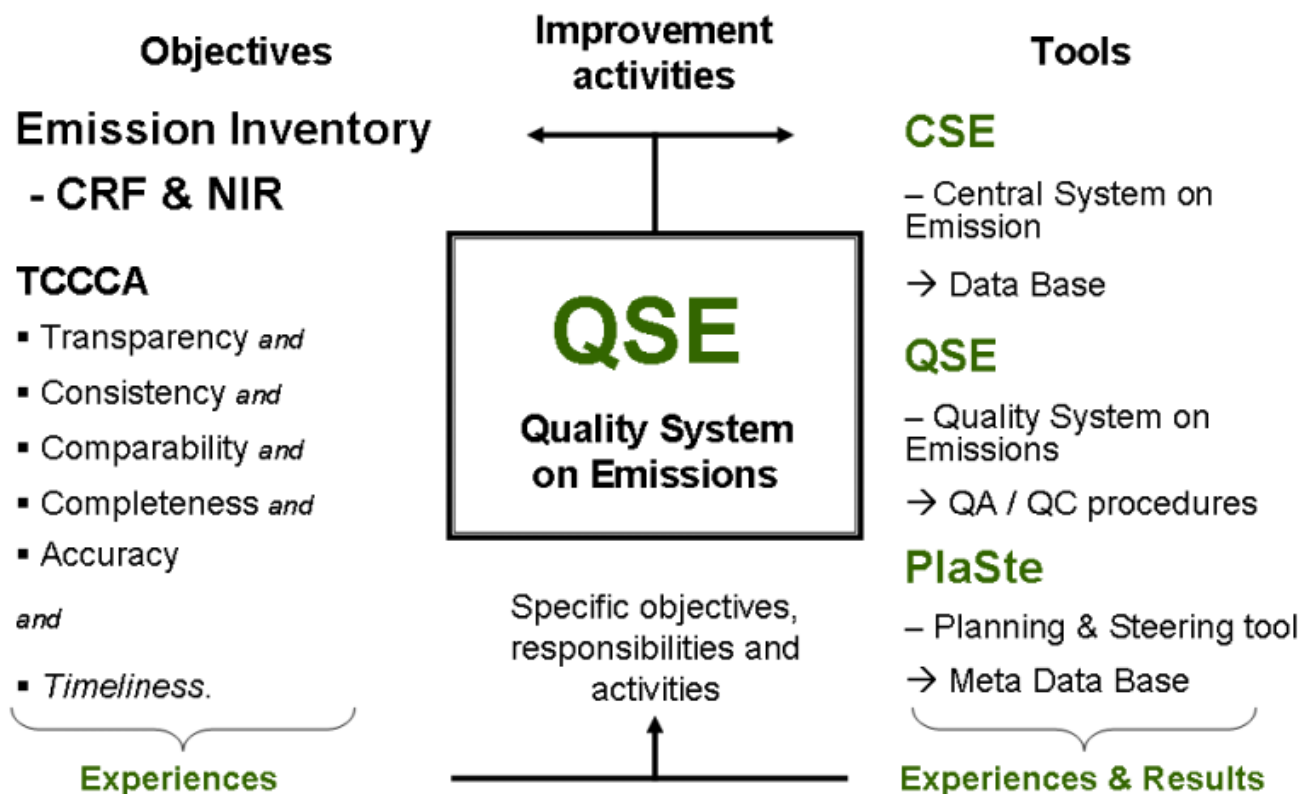 Objectives
Emission Inventory
- CRF & NIR
TCCCA
▪ Transparency and
▪ Consistency and
▪ Comparability and
▪ Completeness and
▪ Accuracy
and
▪ Timeliness.
Experiences
Improvement
activities
QSE
Quality System
on Emissions
Specific objectives,
responsibilities and
activities
Tools
CSE
– Central System on
Emission
→ Data Base
QSE
– Quality System on
Emissions
→ QA / QC procedures
PlaSte
– Planning & Steering tool
→ Meta Data Base
Experiences & Results